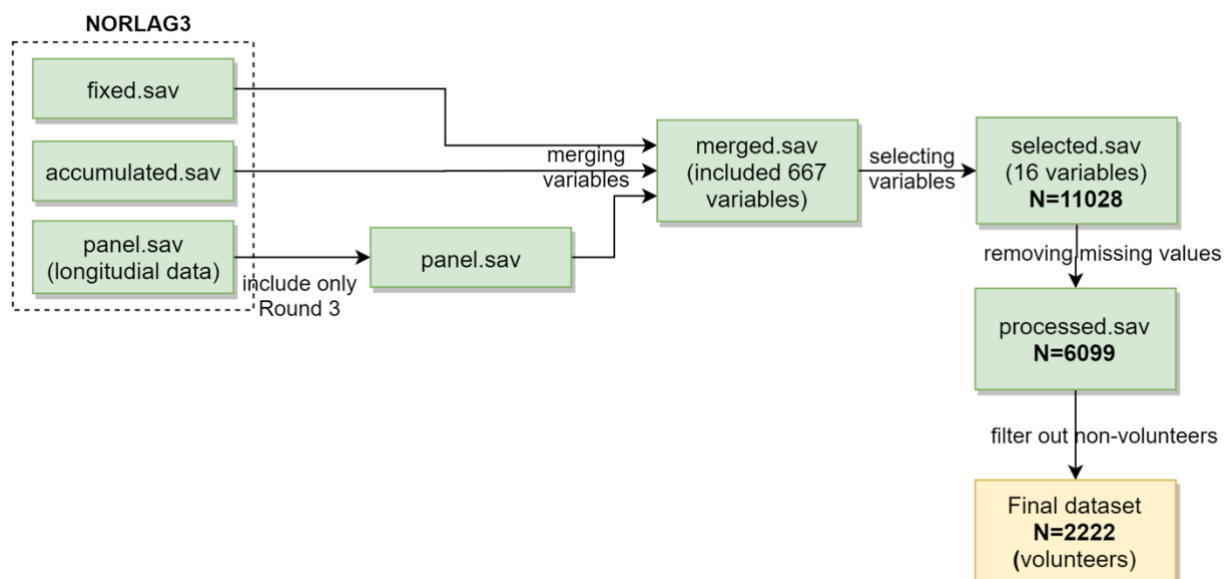 NORLAG3
fixed.sav
accumulated.sav
panel.sav
(longitudial data)
include only
Round 3
panel.sav
merging
variables
merged.sav
(included 667
variables)
selecting
variables
selected.sav
(16 variables)
N=11028
removing missing values
processed.sav
N=6099
filter out non-volunteers
Final dataset
N=2222
(volunteers)